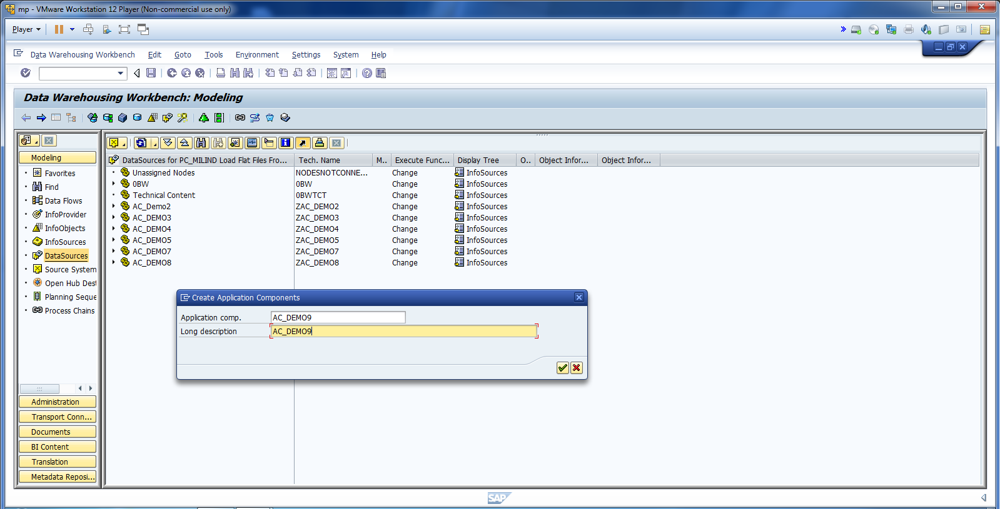 mp - VMware Workstation 12 Player (Non-commercial use only)
Player
Data Warehousing Workbench Edit Goto Tools Environment Settings System Help
Data Warehousing Workbench: Modeling
Modeling
Favorites
Find
Data Flows
InfoProvider
InfoObjects
InfoSources
DataSources
Source System
Open Hub Dest
Planning Seque
Process Chains
Administration
Transport Conn...
Documents
BI Content
Translation
Metadata Reposi...
DataSources for PC_MILIND Load Flat Files Fro... Tech. Name M.. Execute Func... Display Tree O.. Object Infor... Object Infor...
Unassigned Nodes NODESNOTCONNE... Change InfoSources
0BW 0BW Change InfoSources
Technical Content 0BWTCT Change InfoSources
AC_Demo2 ZAC_DEMO2 Change InfoSources
AC_DEMO3 ZAC_DEMO3 Change InfoSources
AC_DEMO4 ZAC_DEMO4 Change InfoSources
AC_DEMO5 ZAC_DEMO5 Change InfoSources
AC_DEMO7 ZAC_DEMO7 Change InfoSources
AC_DEMO8 ZAC_DEMO8 Change InfoSources
Create Application Components
Application comp. AC_DEMO9
Long description AC_DEMO9
SAP